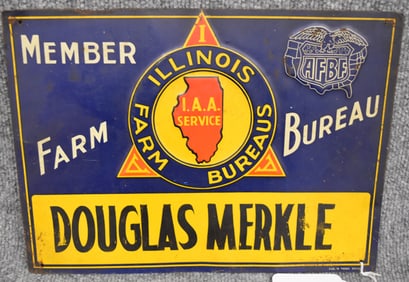 MEMBER
I
ILLINOIS
AFBF
I.A.A.
SERVICE
FARM BUREAU
FARM BUREAUS
DOUGLAS MERKLE